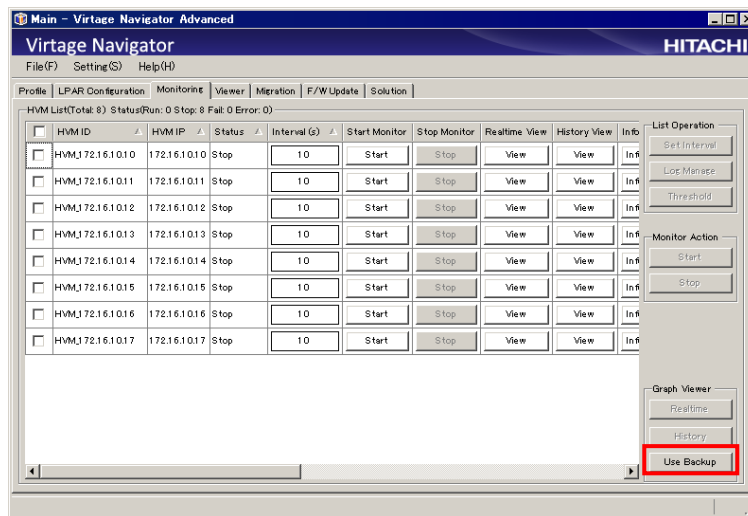 Main - Virtage Navigator Advanced
Virtage Navigator
HITACHI
File(F) Setting(S) Help(H)
Profile LPAR Configuration Monitoring Viewer Migration F/W Update Solution
HVM List(Total: 8) Status(Run: 0 Stop: 8 Fail: 0 Error: 0)
HVM ID HVM IP Status Interval (s) Start Monitor Stop Monitor Realtime View History View Info
HVM_172.16.10.10 172.16.10.10 Stop 10 Start Stop View View Inf
HVM_172.16.10.11 172.16.10.11 Stop 10 Start Stop View View Inf
HVM_172.16.10.12 172.16.10.12 Stop 10 Start Stop View View Inf
HVM_172.16.10.13 172.16.10.13 Stop 10 Start Stop View View Inf
HVM_172.16.10.14 172.16.10.14 Stop 10 Start Stop View View Inf
HVM_172.16.10.15 172.16.10.15 Stop 10 Start Stop View View Inf
HVM_172.16.10.16 172.16.10.16 Stop 10 Start Stop View View Inf
HVM_172.16.10.17 172.16.10.17 Stop 10 Start Stop View View Inf
List Operation
Set Interval
Log Manage
Threshold
Monitor Action
Start
Stop
Graph Viewer
Realtime
History
Use Backup